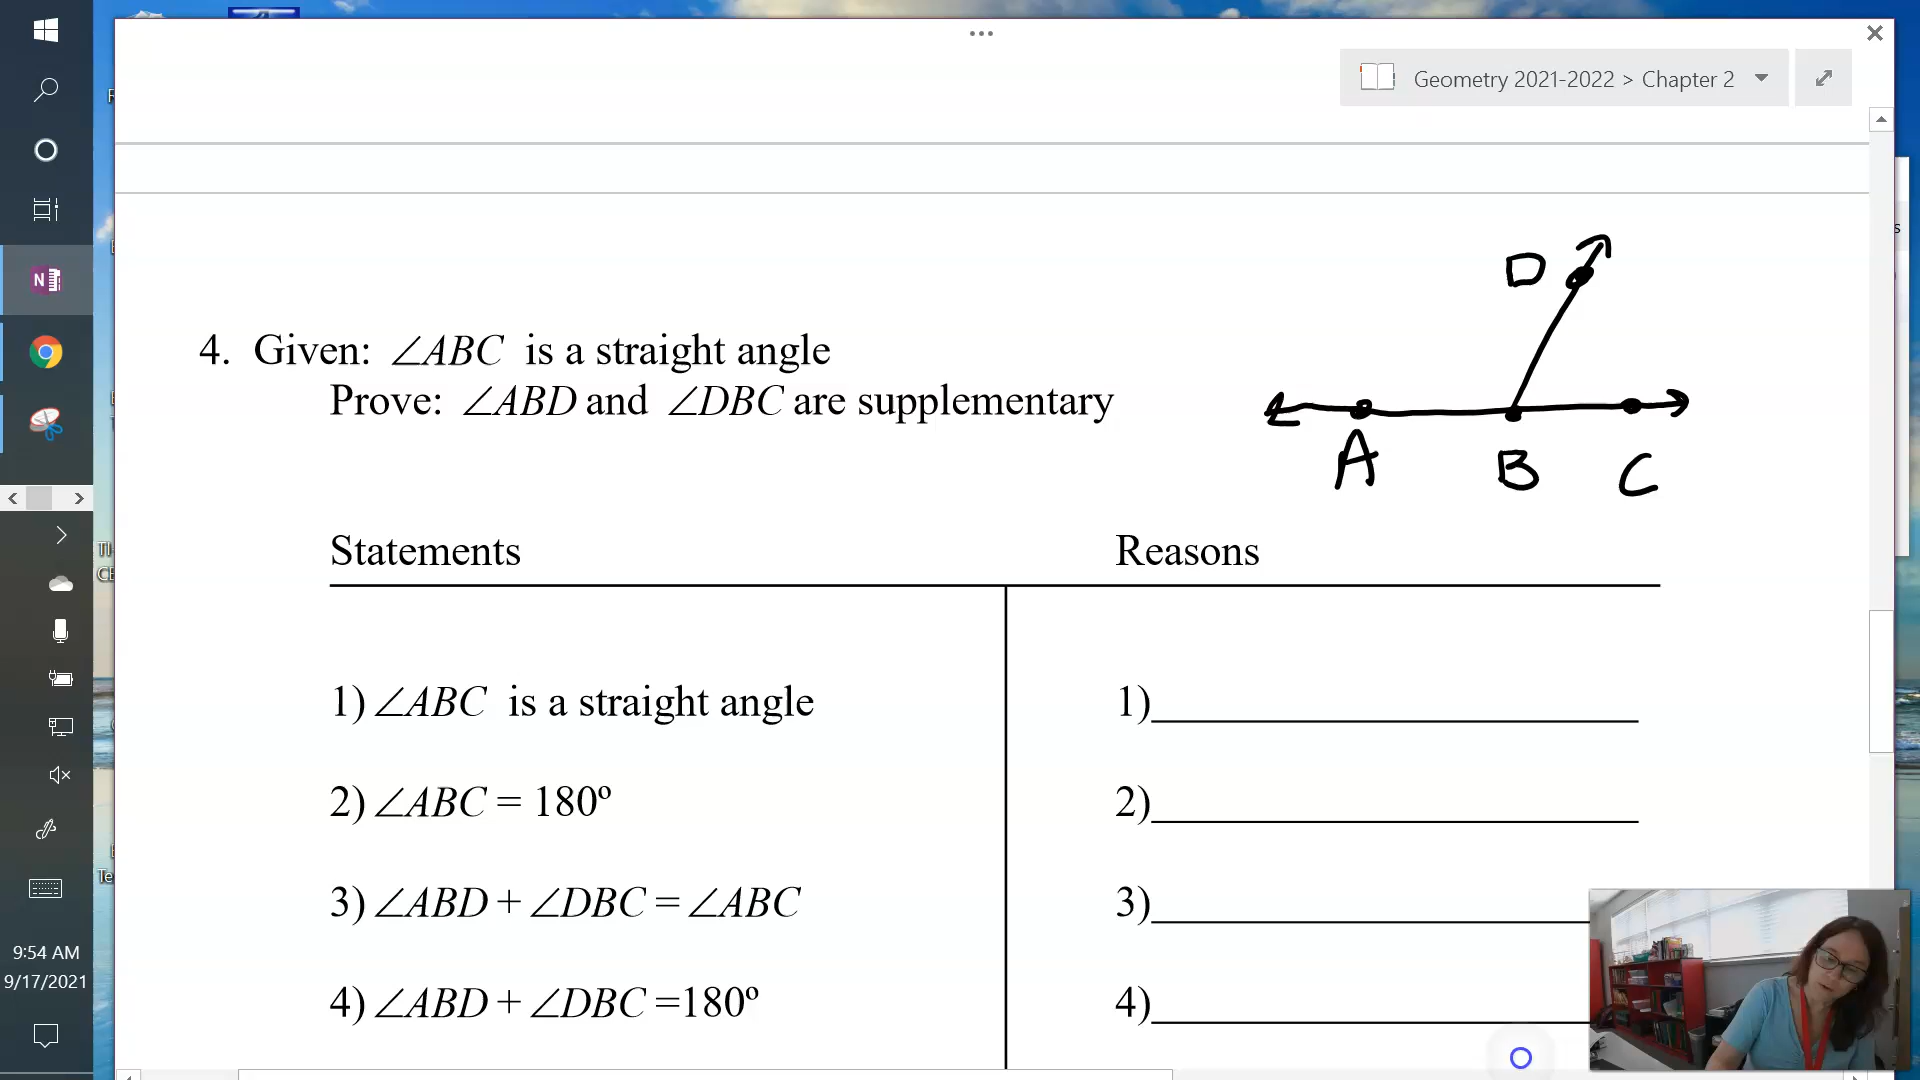 Geometry 2021-2022 > Chapter 2
D
4. Given: ∠ABC is a straight angle
Prove: ∠ABD and ∠DBC are supplementary
A B C
Statements Reasons
1) ∠ABC is a straight angle 1)
2) ∠ABC = 180º 2)
3) ∠ABD + ∠DBC = ∠ABC 3)
4) ∠ABD + ∠DBC =180º 4)
N
9:54 AM
9/17/2021